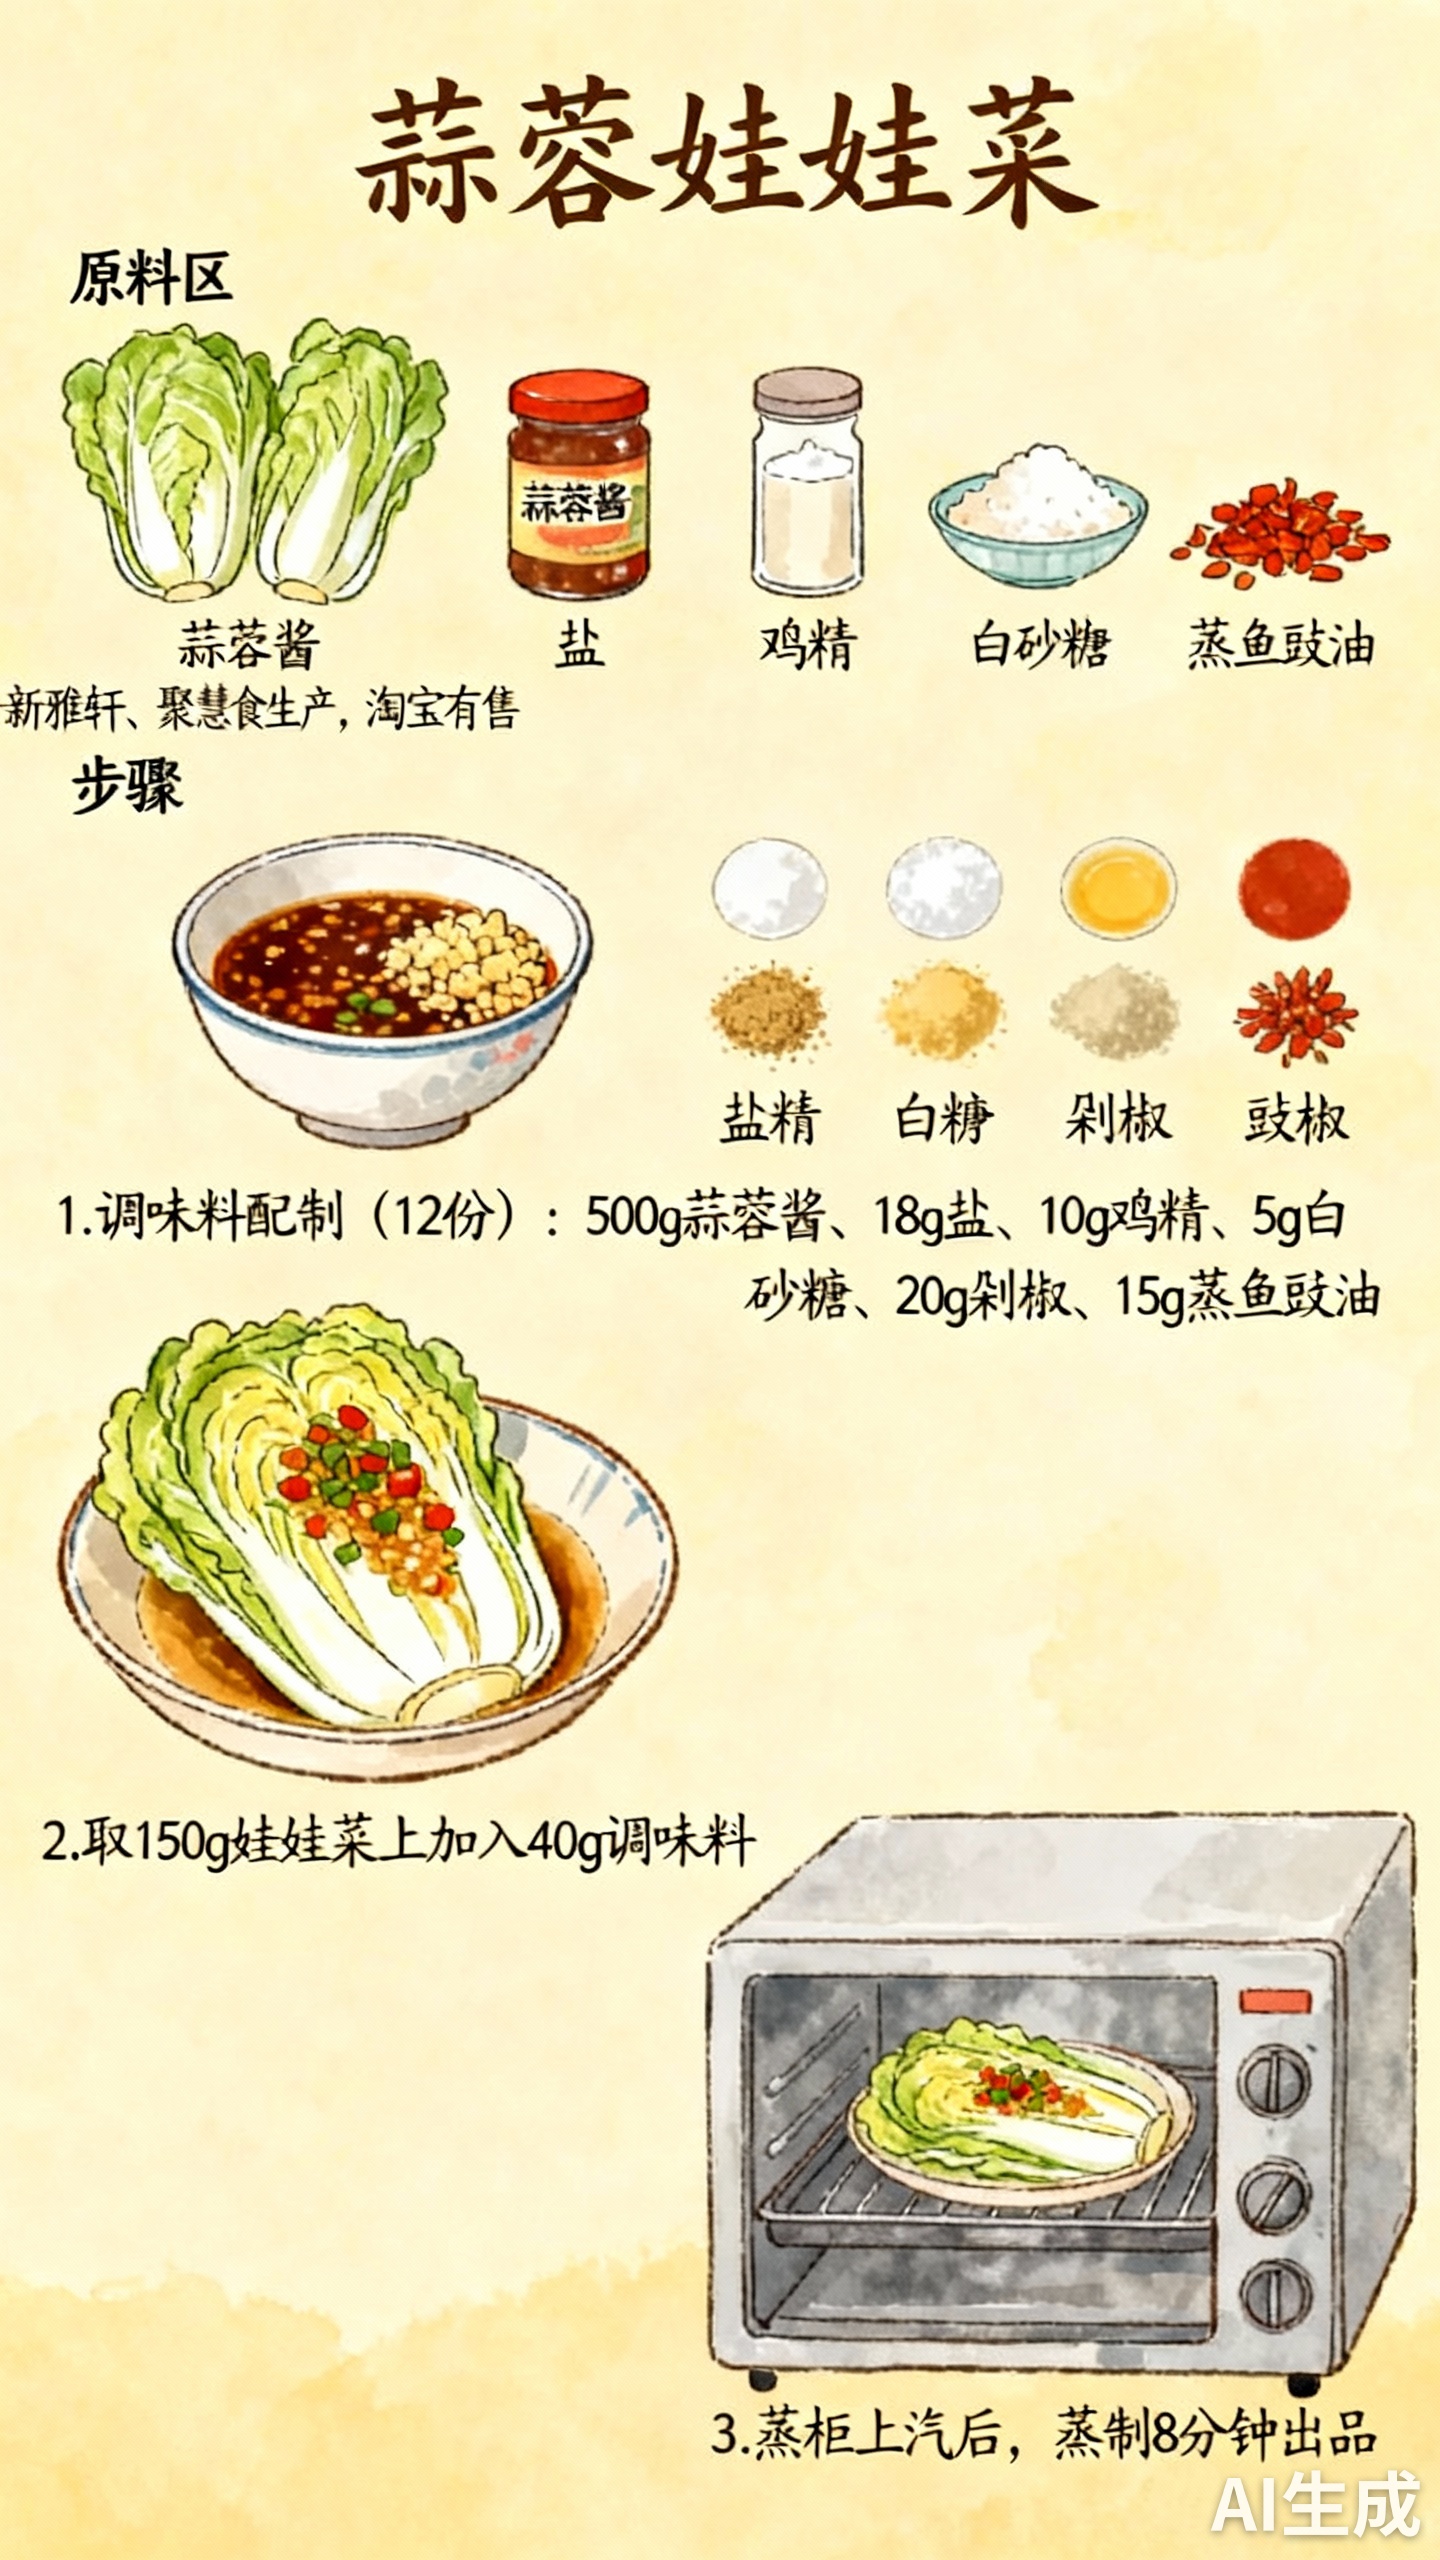 蒜蓉娃娃菜
原料区
蒜蓉酱
蒜蓉酱 盐 鸡精 白砂糖 蒸鱼豉油
新雅轩、聚慧食生产，淘宝有售
步骤
盐精 白糖 剁椒 豉椒
1.调味料配制（12份）：500g蒜蓉酱、18g盐、10g鸡精、5g白
砂糖、20g剁椒、15g蒸鱼豉油
2.取150g娃娃菜上加入40g调味料
3.蒸柜上汽后，蒸制8分钟出品
AI生成